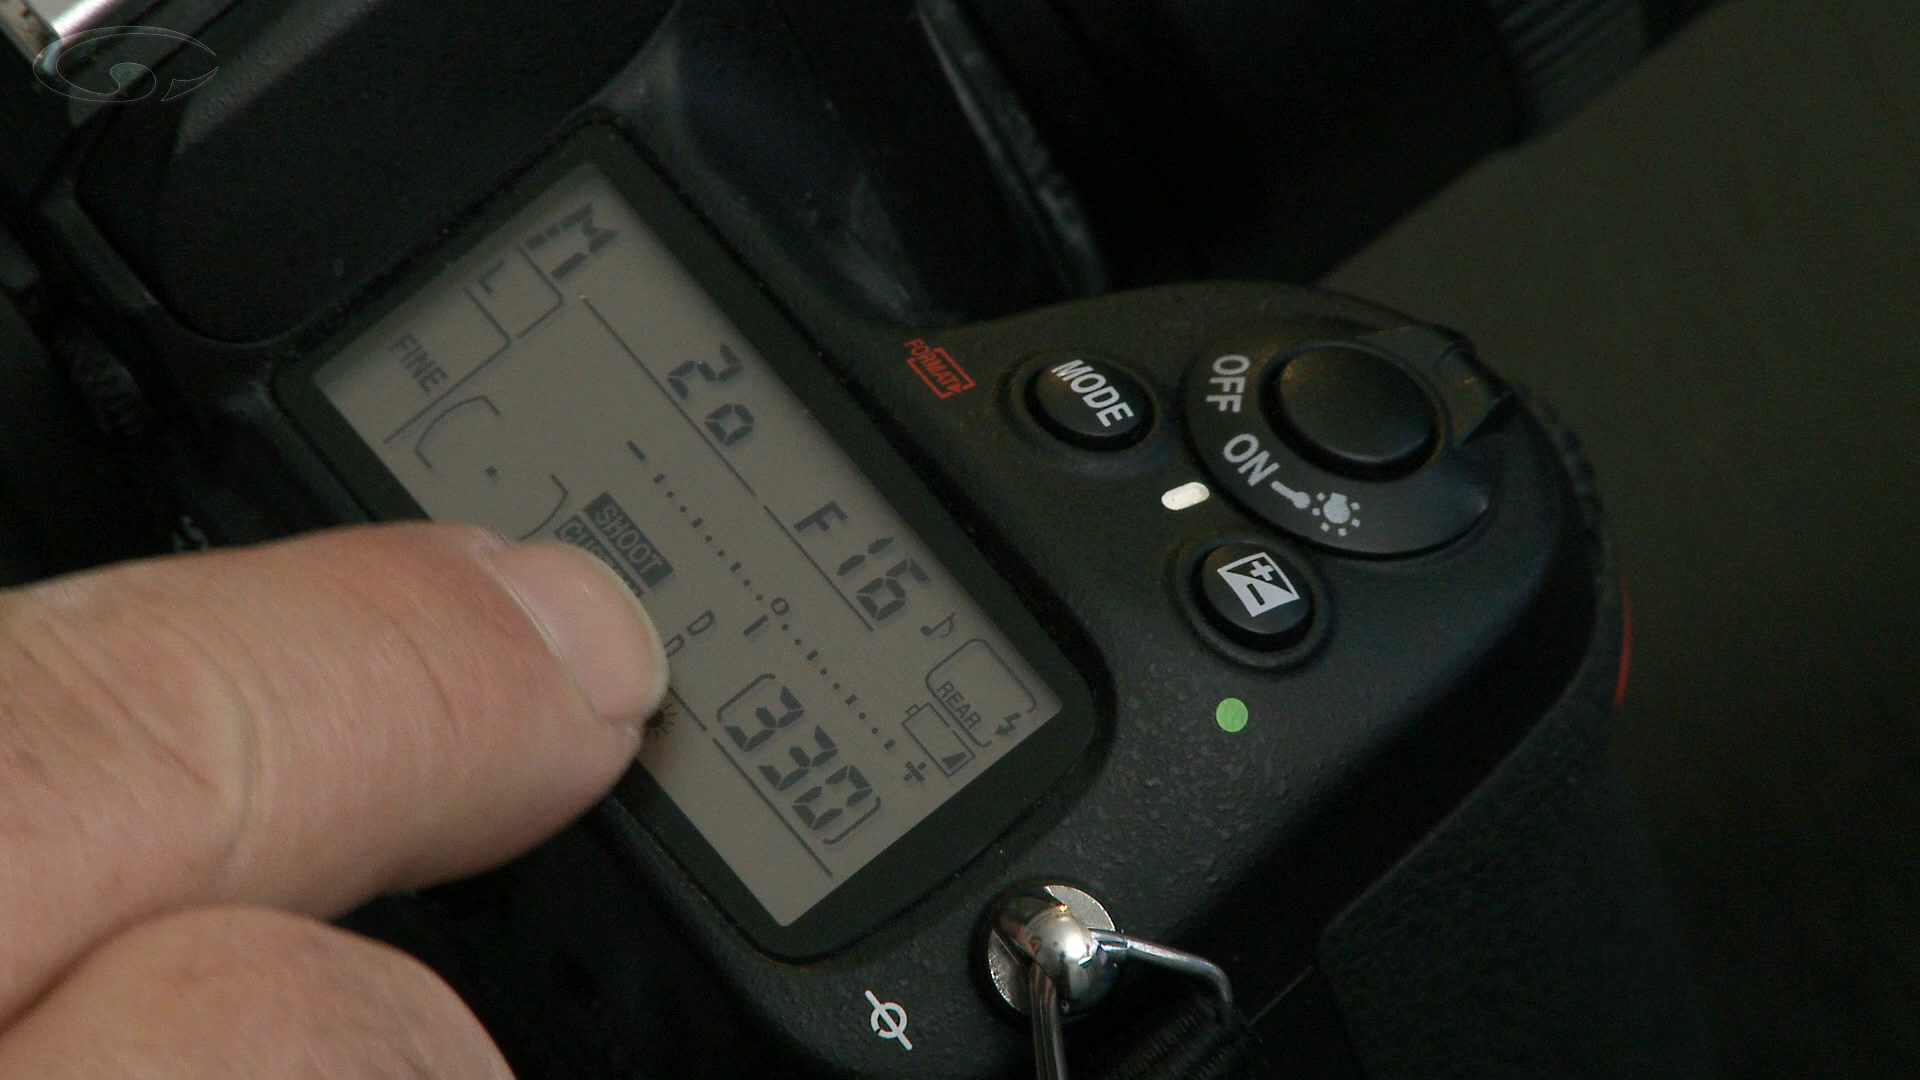 M
20
F16
L
FINE
SHOOT
D
D
REAR
[330]
FORMAT
MODE
OFF
ON